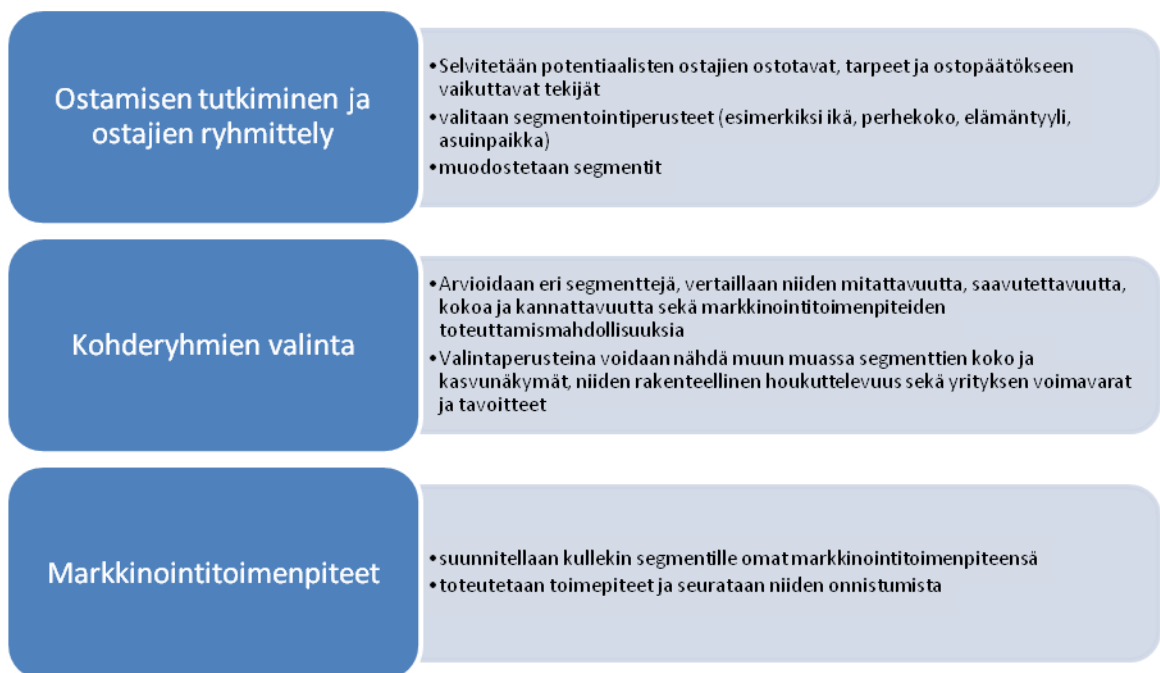 Ostamisen tutkiminen ja
ostajien ryhmittely
•Selvitetään potentiaalisten ostajien ostotavat, tarpeet ja ostopäätökseen
vaikuttavat tekijät
•valitaan segmentointiperusteet (esimerkiksi ikä, perhekoko, elämäntyyli,
asuinpaikka)
•muodostetaan segmentit
Kohderyhmien valinta
•Arvioidaan eri segmenttejä, vertaillaan niiden mitattavuutta, saavutettavuutta,
kokoa ja kannattavuutta sekä markkinointitoimenpiteiden
toteuttamismahdollisuuksia
•Valintaperusteina voidaan nähdä muun muassa segmenttien koko ja
kasvunäkymät, niiden rakenteellinen houkuttelevuus sekä yrityksen voimavarat
ja tavoitteet
Markkinointitoimenpiteet
•suunnitellaan kullekin segmentille omat markkinointitoimenpiteensä
•toteutetaan toimepiteet ja seurataan niiden onnistumista